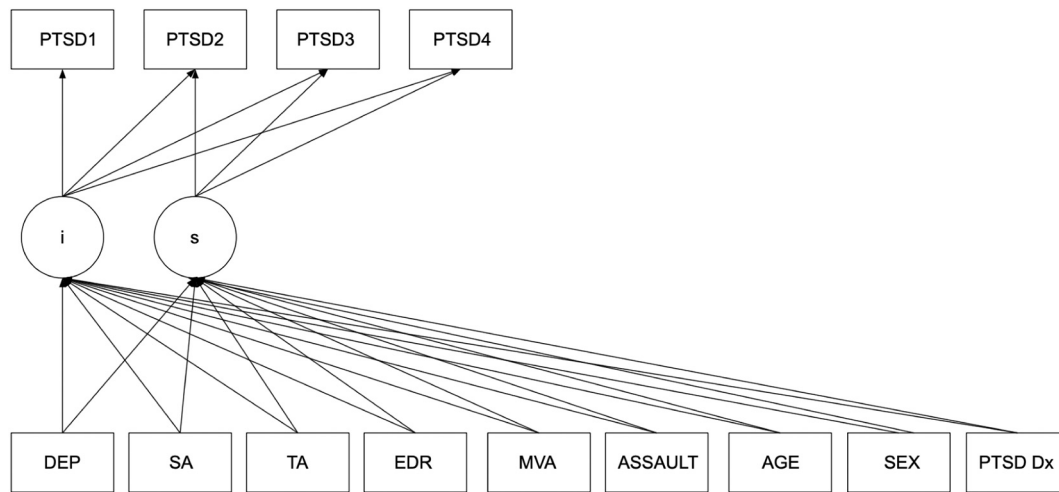 PTSD1 PTSD2 PTSD3 PTSD4
i s
DEP SA TA EDR MVA ASSAULT AGE SEX PTSD Dx